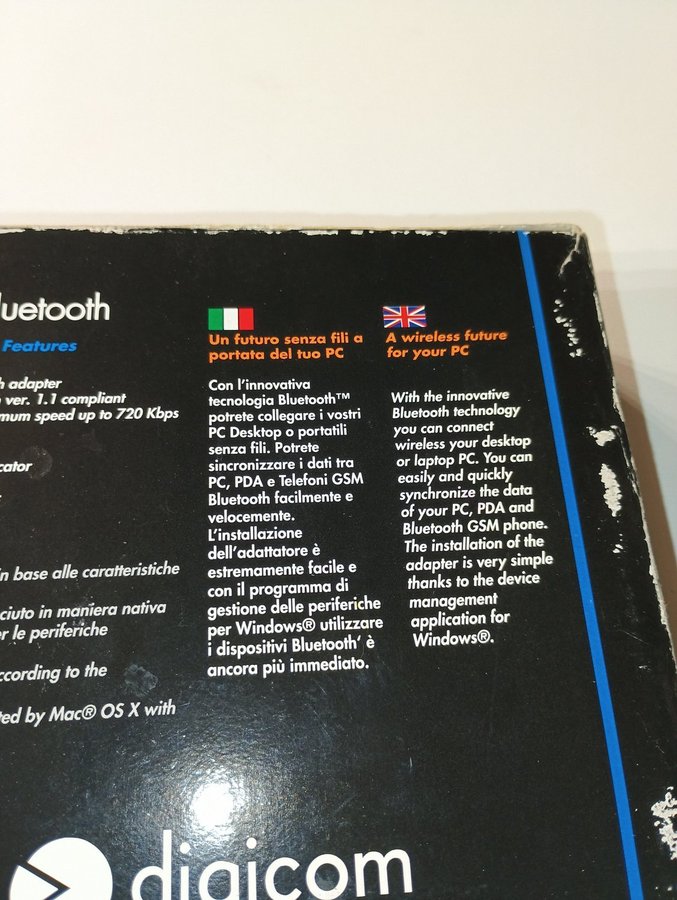 Features
ver. 1.1 compliant
adapter
speed up to 720 Kbps
in base alle caratteristiche
in maniera nativa
le periferiche
to the
by Mac® OS X with
Un futuro senza fili a
portata del tuo PC
Con l'innovativa
tecnologia Bluetooth™
potrete collegare i vostri
PC Desktop o portatili
senza fili. Potrete
sincronizzare i dati tra
PC, PDA e Telefoni GSM
Bluetooth facilmente e
velocemente.
L'installazione
dell'adattatore è
estremamente facile e
con il programma di
gestione delle periferiche
per Windows® utilizzare
i dispositivi Bluetooth' è
ancora più immediato.
A wireless future
for your PC
With the innovative
Bluetooth technology
you can connect
wireless your desktop
or laptop PC. You can
easily and quickly
synchronize the data
of your PC, PDA and
Bluetooth GSM phone.
The installation of the
adapter is very simple
thanks to the device
management
application for
Windows®.
digicom